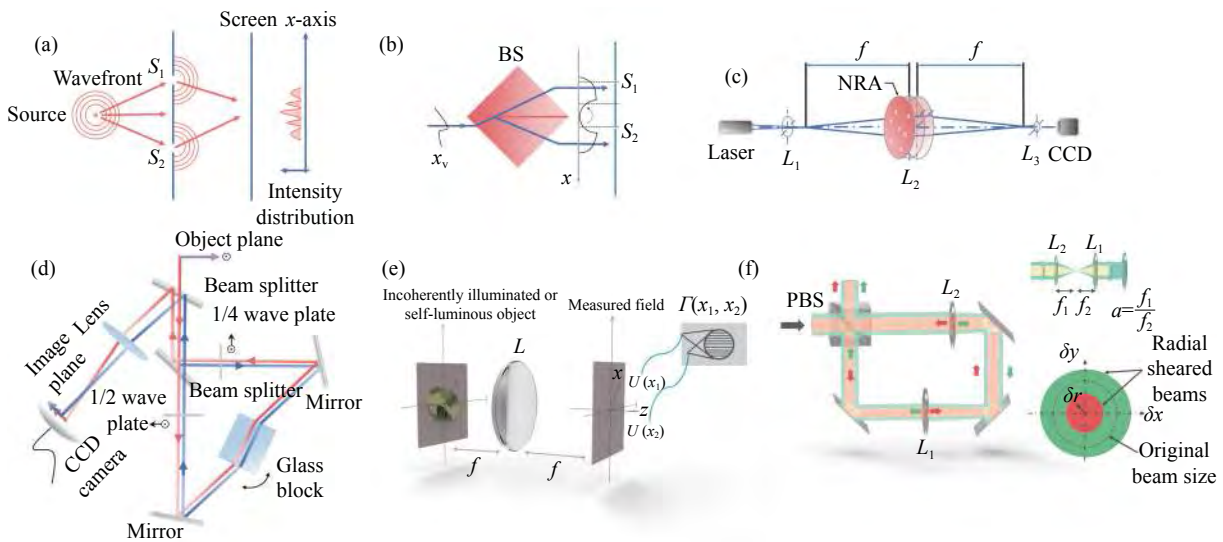 (a)
Screen x-axis
Wavefront
S₁
Source
S₂
Intensity
distribution
(b)
BS
S₁
S₂
xᵥ
x
(c)
f
f
NRA
Laser
L₁
L₂
L₃
CCD
(d)
Object plane
Beam splitter
1/4 wave plate
Lens
Image
plane
Beam splitter
1/2 wave
plate
Mirror
CCD
camera
Glass
block
Mirror
(e)
Incoherently illuminated or
self-luminous object
L
Measured field
Γ(x₁, x₂)
x
U(x₁)
z
U(x₂)
f
f
(f)
PBS
L₂
L₁
L₂
L₁
f₁
f₂
a=f₁/f₂
Radial
sheared
beams
δy
δr
δx
Original
beam size